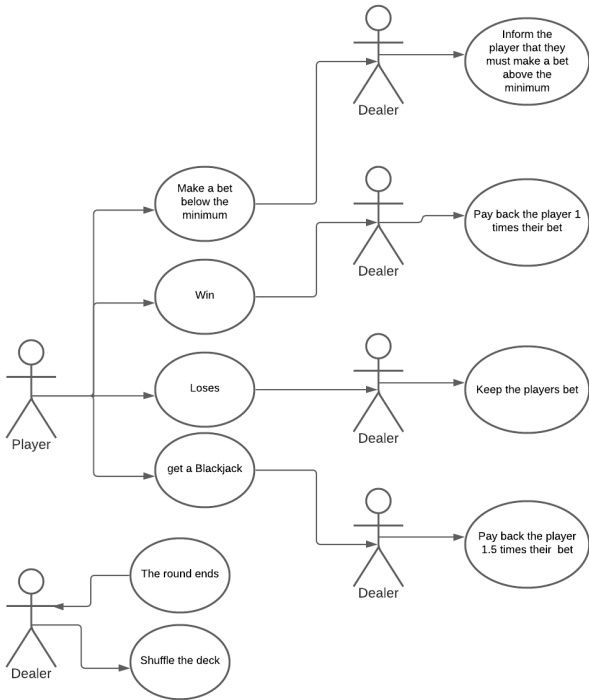 Inform the
player that they
must make a bet
above the
minimum
Dealer
Make a bet
below the
minimum
Pay back the player 1
times their bet
Dealer
Win
Loses
Keep the players bet
Player
Dealer
get a Blackjack
Pay back the player
1.5 times their bet
Dealer
The round ends
Shuffle the deck
Dealer